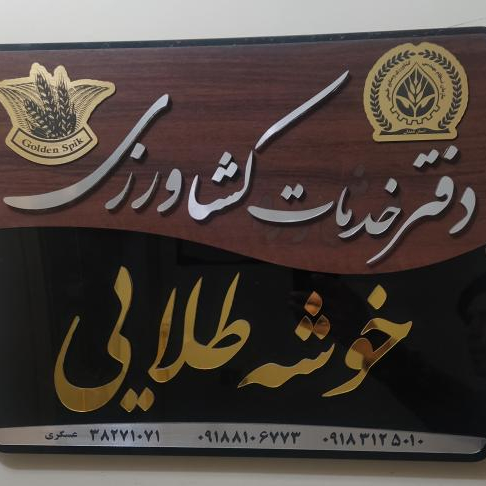 Golden Spik
دفتر خدمات کشاورزی
خوشه طلایی
۰۹۱۸۳۱۲۵۰۱۰ ۰۹۱۸۸۱۰۶۷۷۳ ۳۸۲۷۱۰۷۱ عسگری